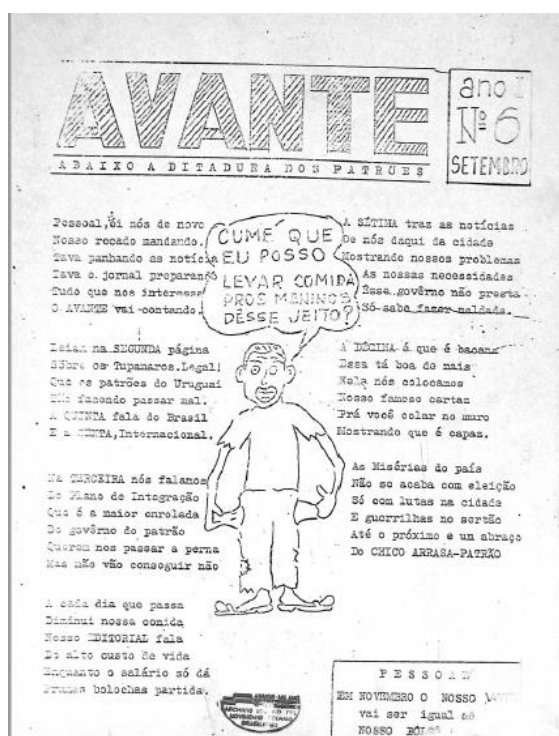 AVANTE
ABAIXO A DITADURA DOS PATRÕES
ano I
Nº 6
SETEMBRO
Pessoal, ói nós de novo
Nosso recado mandando.
Tava panhando as notícia
Tava o jornal preparando
Tudo que nos interessa
O AVANTE vai contando.
CUME QUE
EU POSSO
LEVAR COMIDA
PROS MENINOS
DÊSSE JEITO?
A SÉTIMA traz as notícias
De nós daqui da cidade
Mostrando nossos problemas
As nossas necessidades
Êsse govêrno não presta
Só sabe fazer maldade.
Leiam na SEGUNDA página
Sôbre os Tupamaros. Legal!
Que os patrões do Uruguai
fazendo passar mal.
A QUINTA fala do Brasil
E a SEXTA, Internacional.
A DÉCIMA é que é bacana
Essa tá boa de mais
Nela nós colocamos
Nosso famoso cartaz
Prá você colar no muro
Mostrando que é capaz.
Na TERCEIRA nós falamos
Do Plano de Integração
Que é a maior enrolada
Do govêrno do patrão
Querem nos passar a perna
Mas não vão conseguir não
As Misérias do país
Não se acaba com eleição
Só com lutas na cidade
E guerrilhas no sertão
Até o próximo e un abraço
Do CHICO ARRASA-PATRÃO
A cada dia que passa
Diminui nossa comida
Nosso EDITORIAL fala
Do alto custo de vida
Enquanto o salário só dá
bolochas partida.
PESSOAL
EM NOVEMBRO O NOSSO
vai ser igual ao
NOSSO